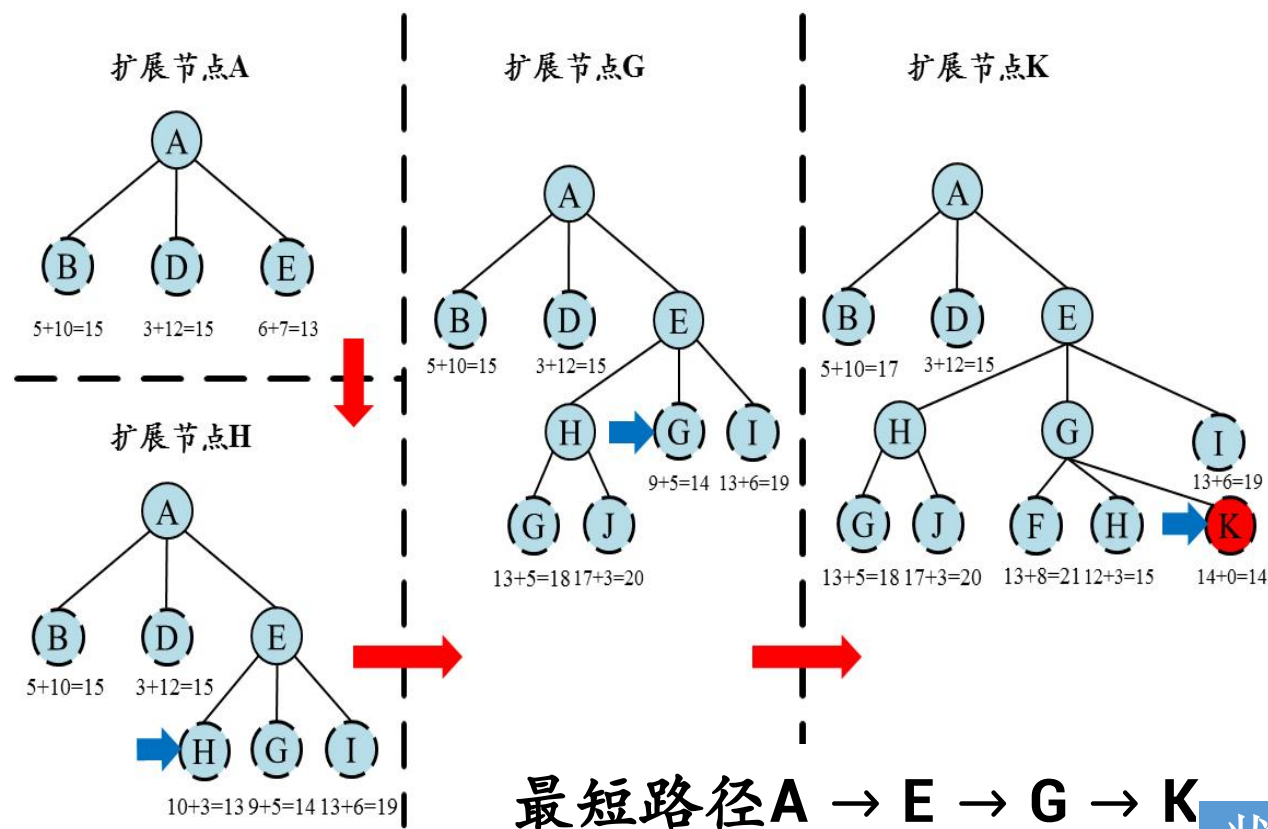 扩展节点A
A
B D E
5+10=15 3+12=15 6+7=13
扩展节点H
A
B D E
5+10=15 3+12=15
H G I
10+3=13 9+5=14 13+6=19
扩展节点G
A
B D E
5+10=15 3+12=15
H G I
9+5=14 13+6=19
G J
13+5=18 17+3=20
扩展节点K
A
B D E
5+10=17 3+12=15
H G I
13+6=19
G J F H K
13+5=18 17+3=20 13+8=21 12+3=15 14+0=14
最短路径A → E → G → K